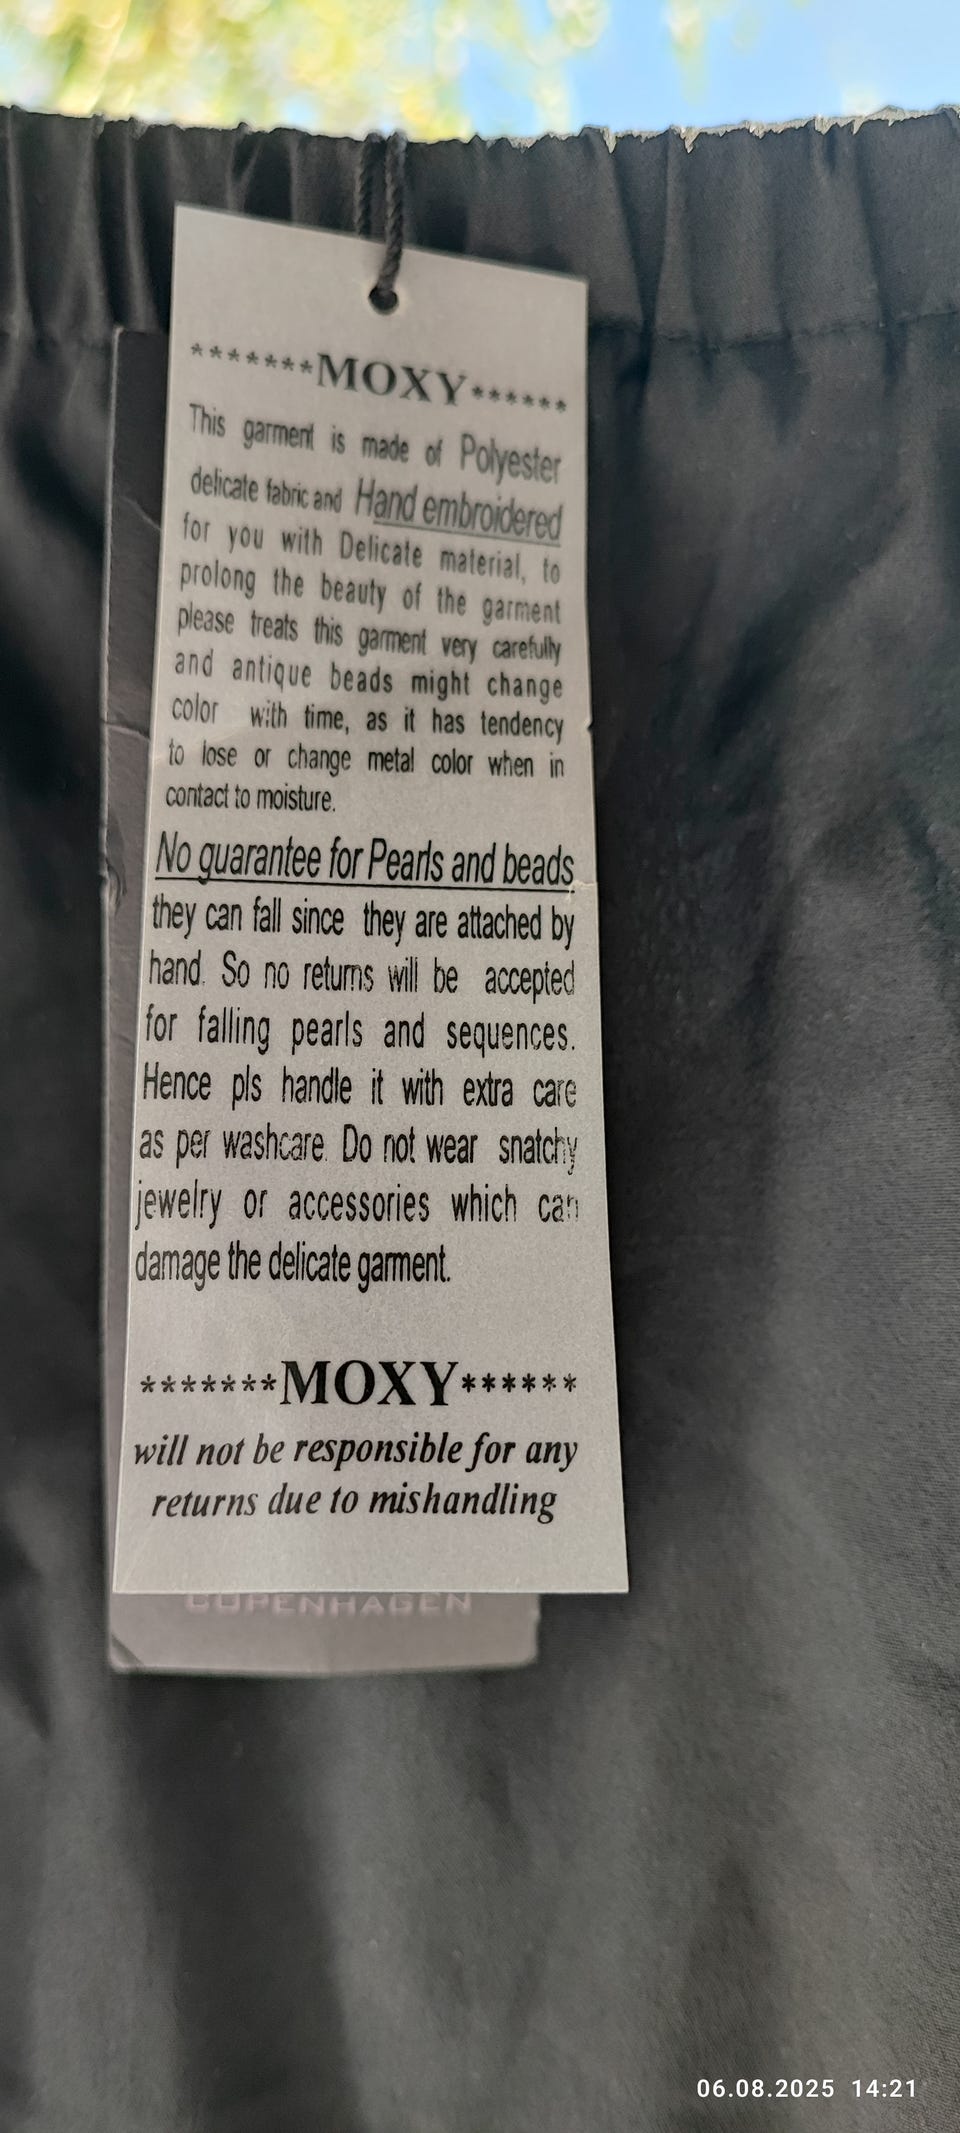 *******MOXY******
This garment is made of Polyester
delicate fabric and Hand embroidered
for you with Delicate material, to
prolong the beauty of the garment
please treats this garment very carefully
and antique beads might change
color with time, as it has tendency
to lose or change metal color when in
contact to moisture.
No guarantee for Pearls and beads
they can fall since they are attached by
hand. So no returns will be accepted
for falling pearls and sequences.
Hence pls handle it with extra care
as per washcare. Do not wear snatchy
jewelry or accessories which can
damage the delicate garment.
*******MOXY******
will not be responsible for any
returns due to mishandling
COPENHAGEN
06.08.2025 14:21